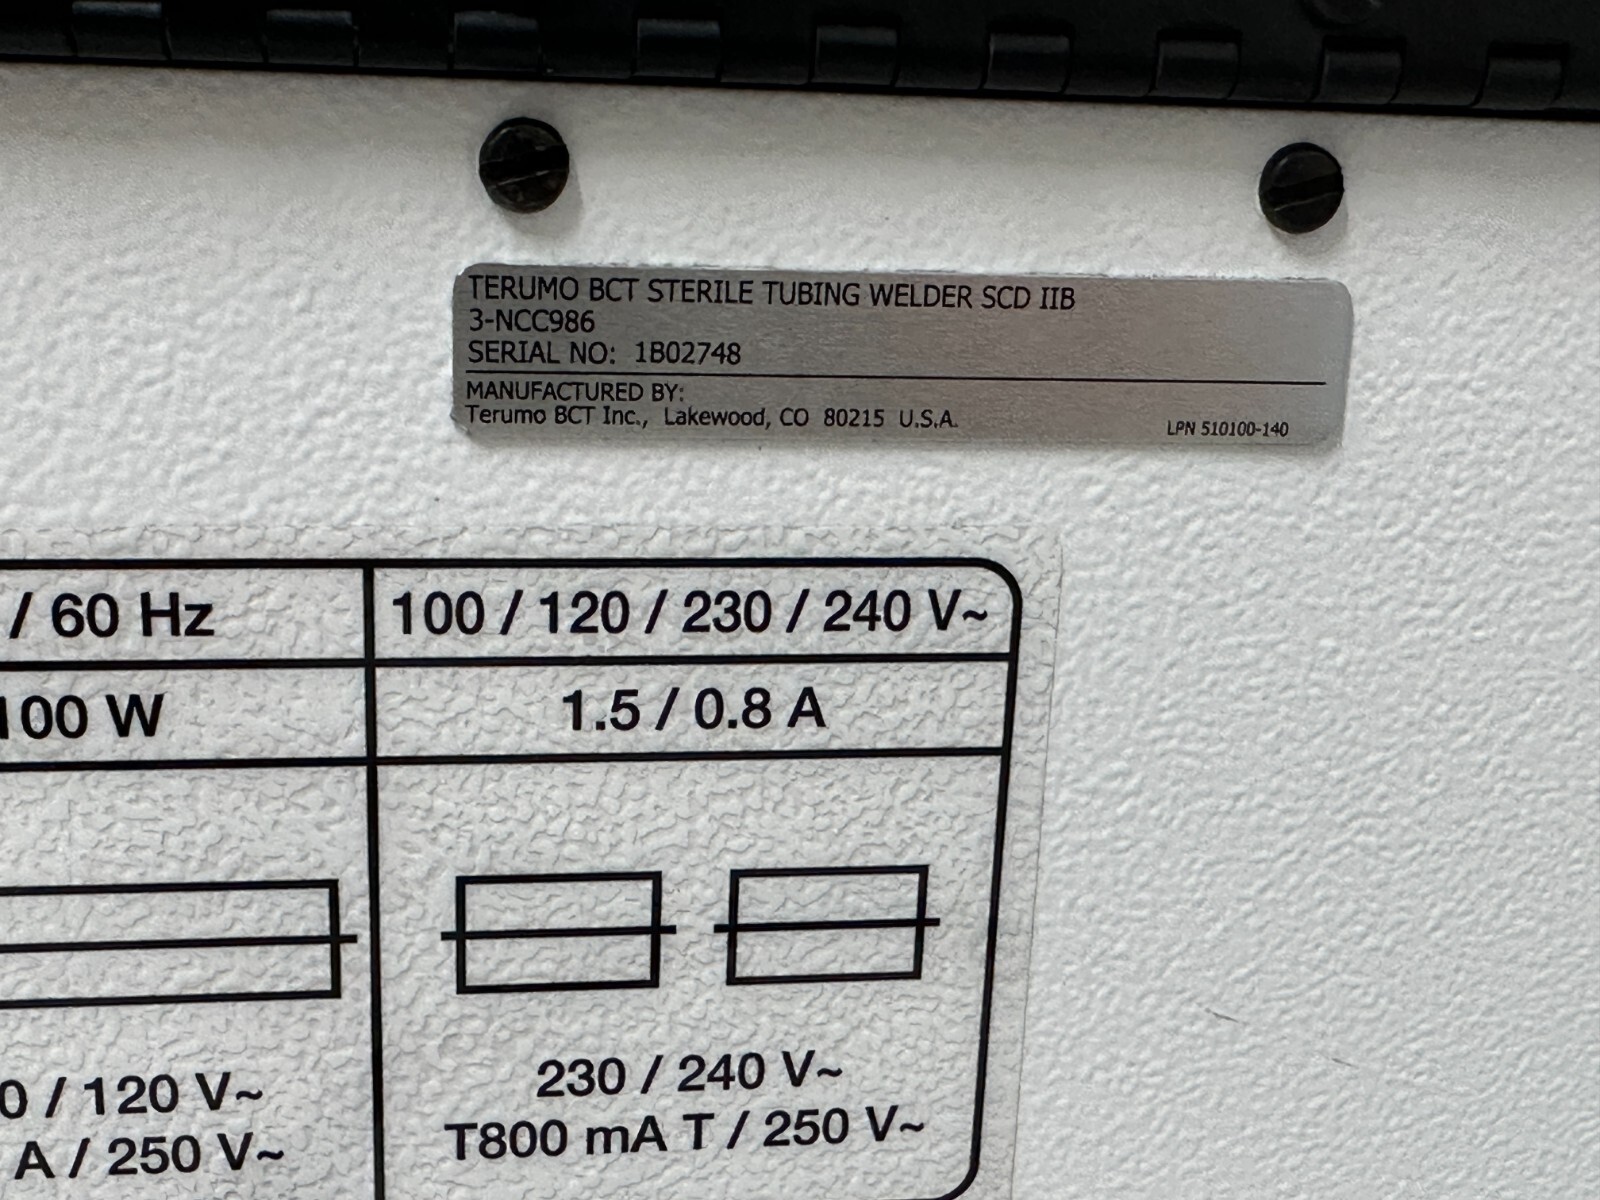 TERUMO BCT STERILE TUBING WELDER SCD IIB
3-NCC986
SERIAL NO: 1B02748
MANUFACTURED BY:
Terumo BCT Inc., Lakewood, CO 80215 U.S.A.
LPN 510100-140
/ 60 Hz
100 / 120 / 230 / 240 V~
100 W
1.5 / 0.8 A
0 / 120 V~
A / 250 V~
230 / 240 V~
T800 mA T / 250 V~